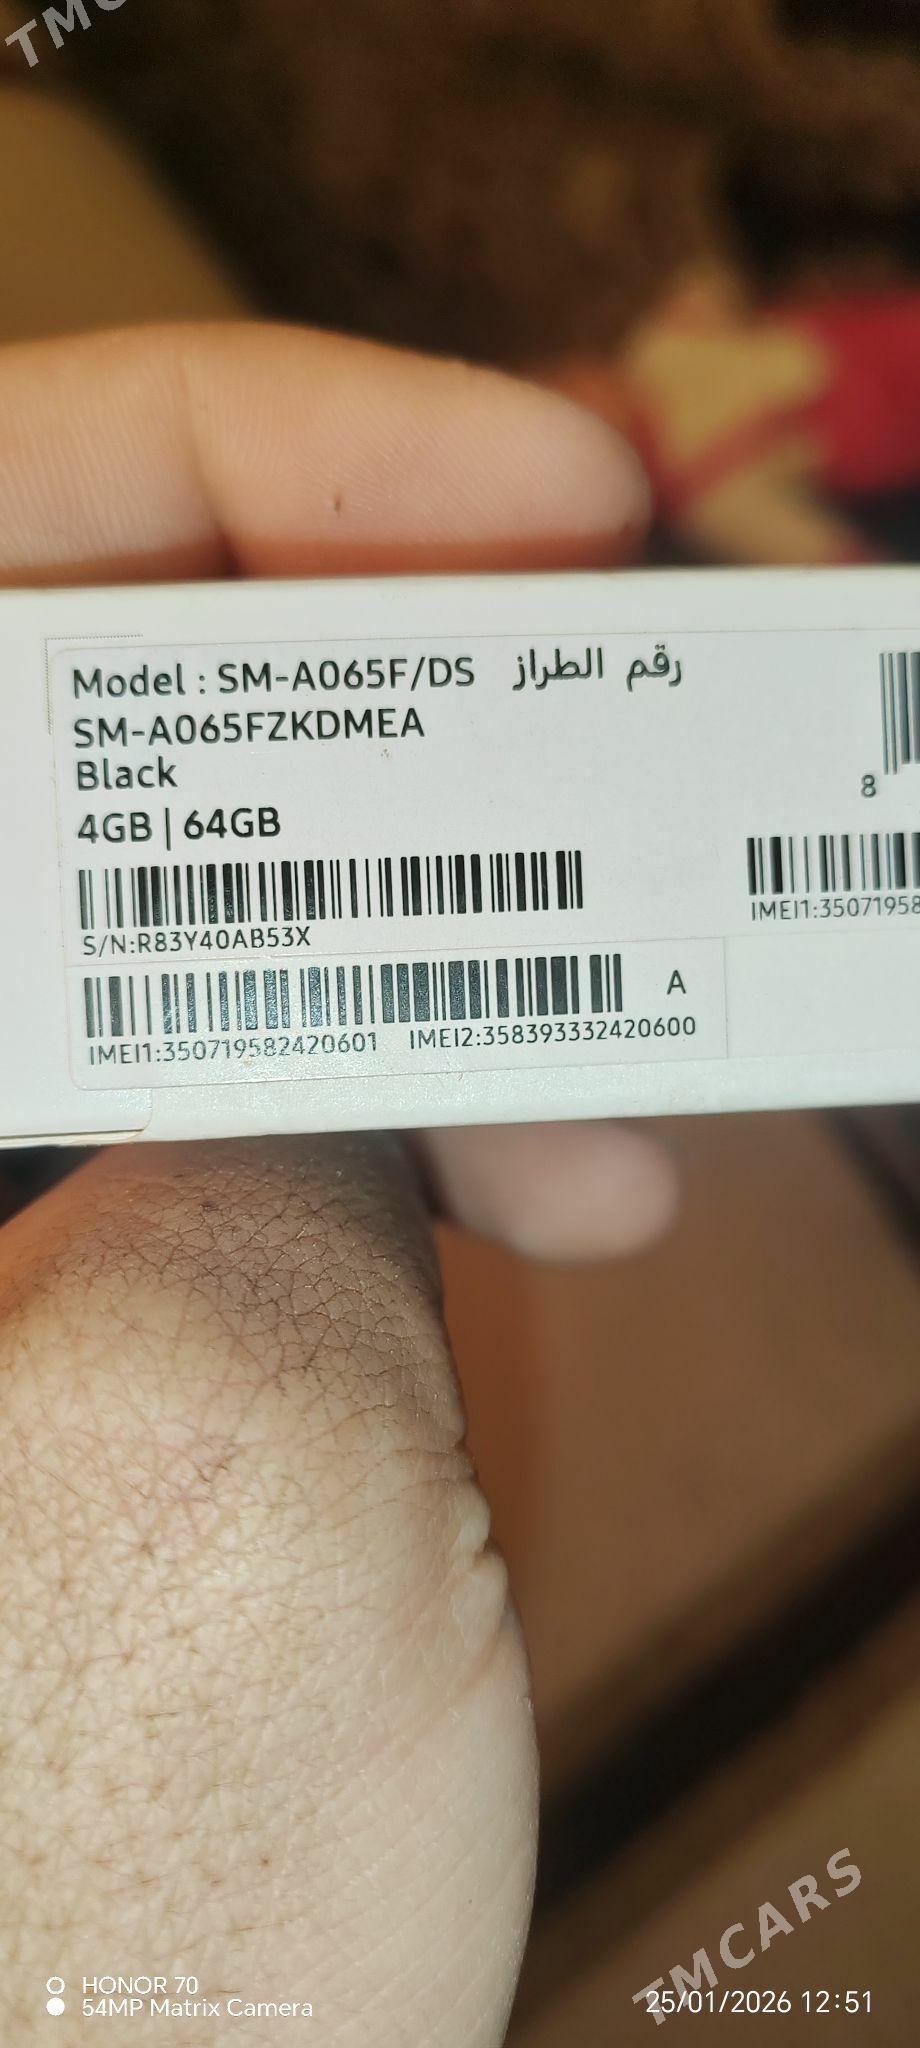 TMC
Model : SM-A065F/DS رقم الطراز
SM-A065FZKDMEA
Black
4GB | 64GB
8
S/N:R83Y40AB53X
IMEI1:35071958
A
IMEI1:350719582420601 IMEI2:358393332420600
TMCARS
HONOR 70
54MP Matrix Camera
25/01/2026 12:51